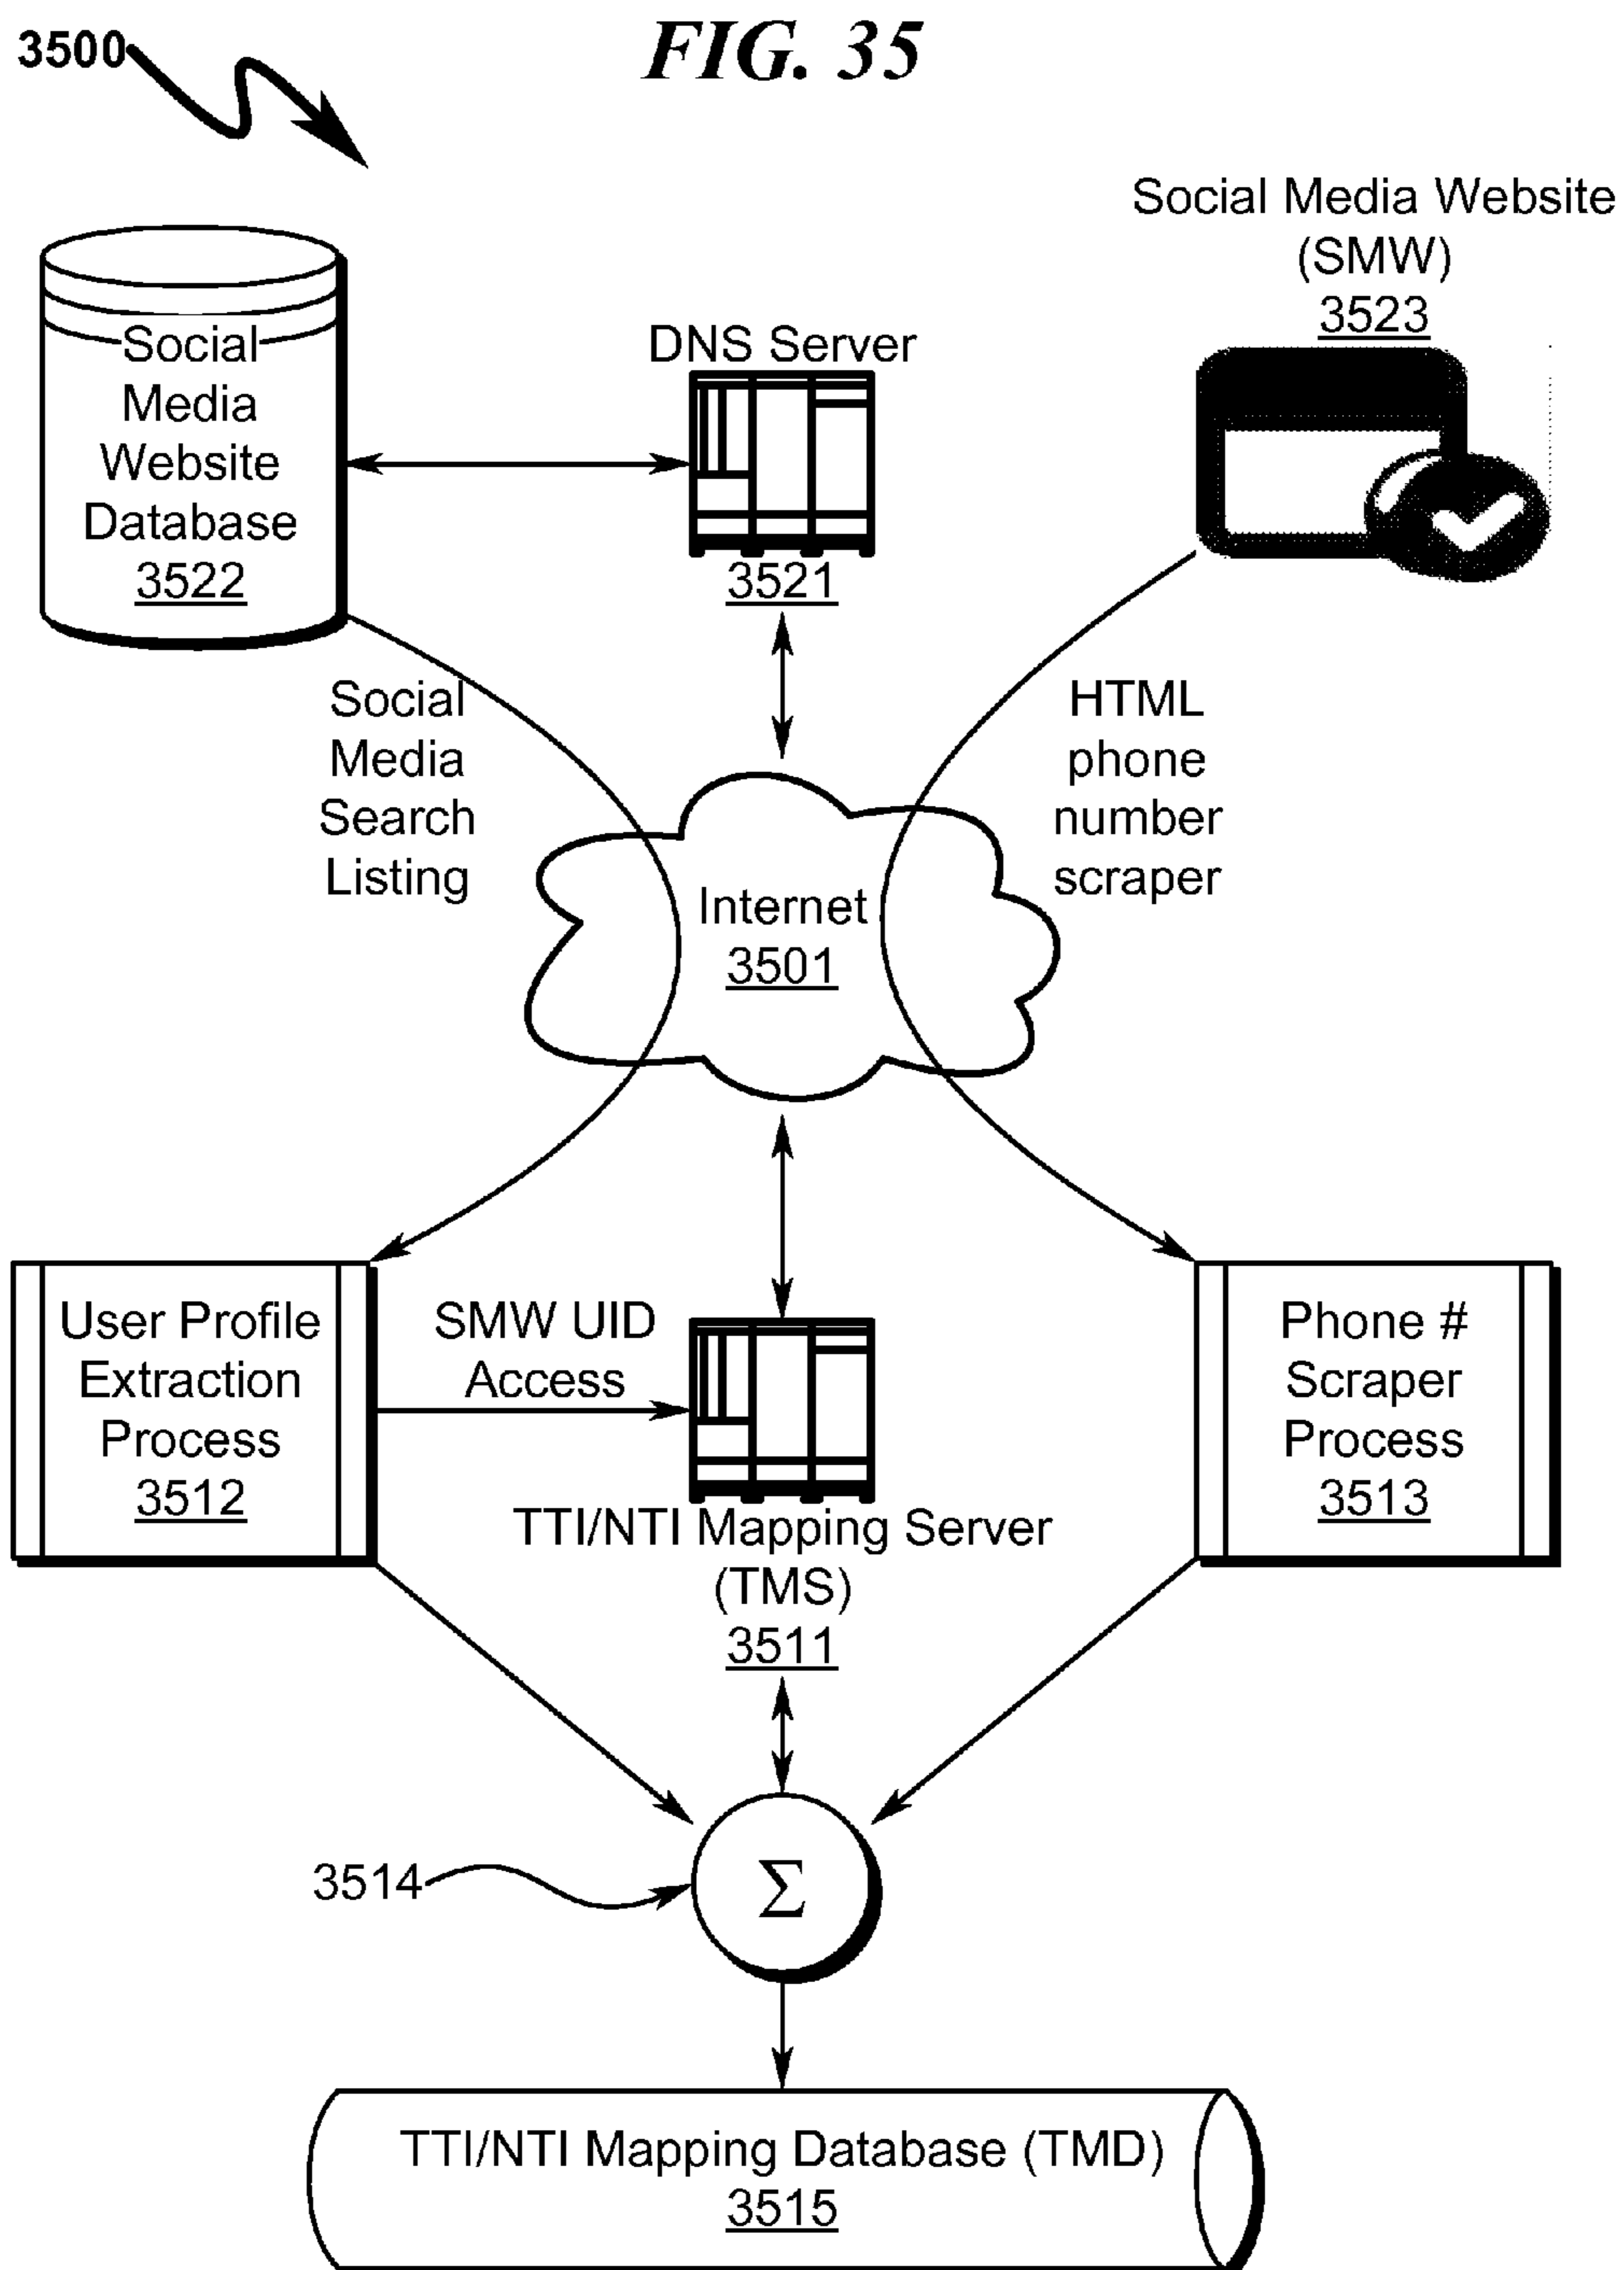 3500
FIG. 35
Social Media Website
(SMW)
3523
DNS Server
3521
Social
Media
Website
Database
3522
Social
Media
Search
Listing
HTML
phone
number
scraper
Internet
3501
User Profile
Extraction
Process
3512
SMW UID
Access
TTI/NTI Mapping Server
(TMS)
3511
Phone #
Scraper
Process
3513
3514
Σ
TTI/NTI Mapping Database (TMD)
3515